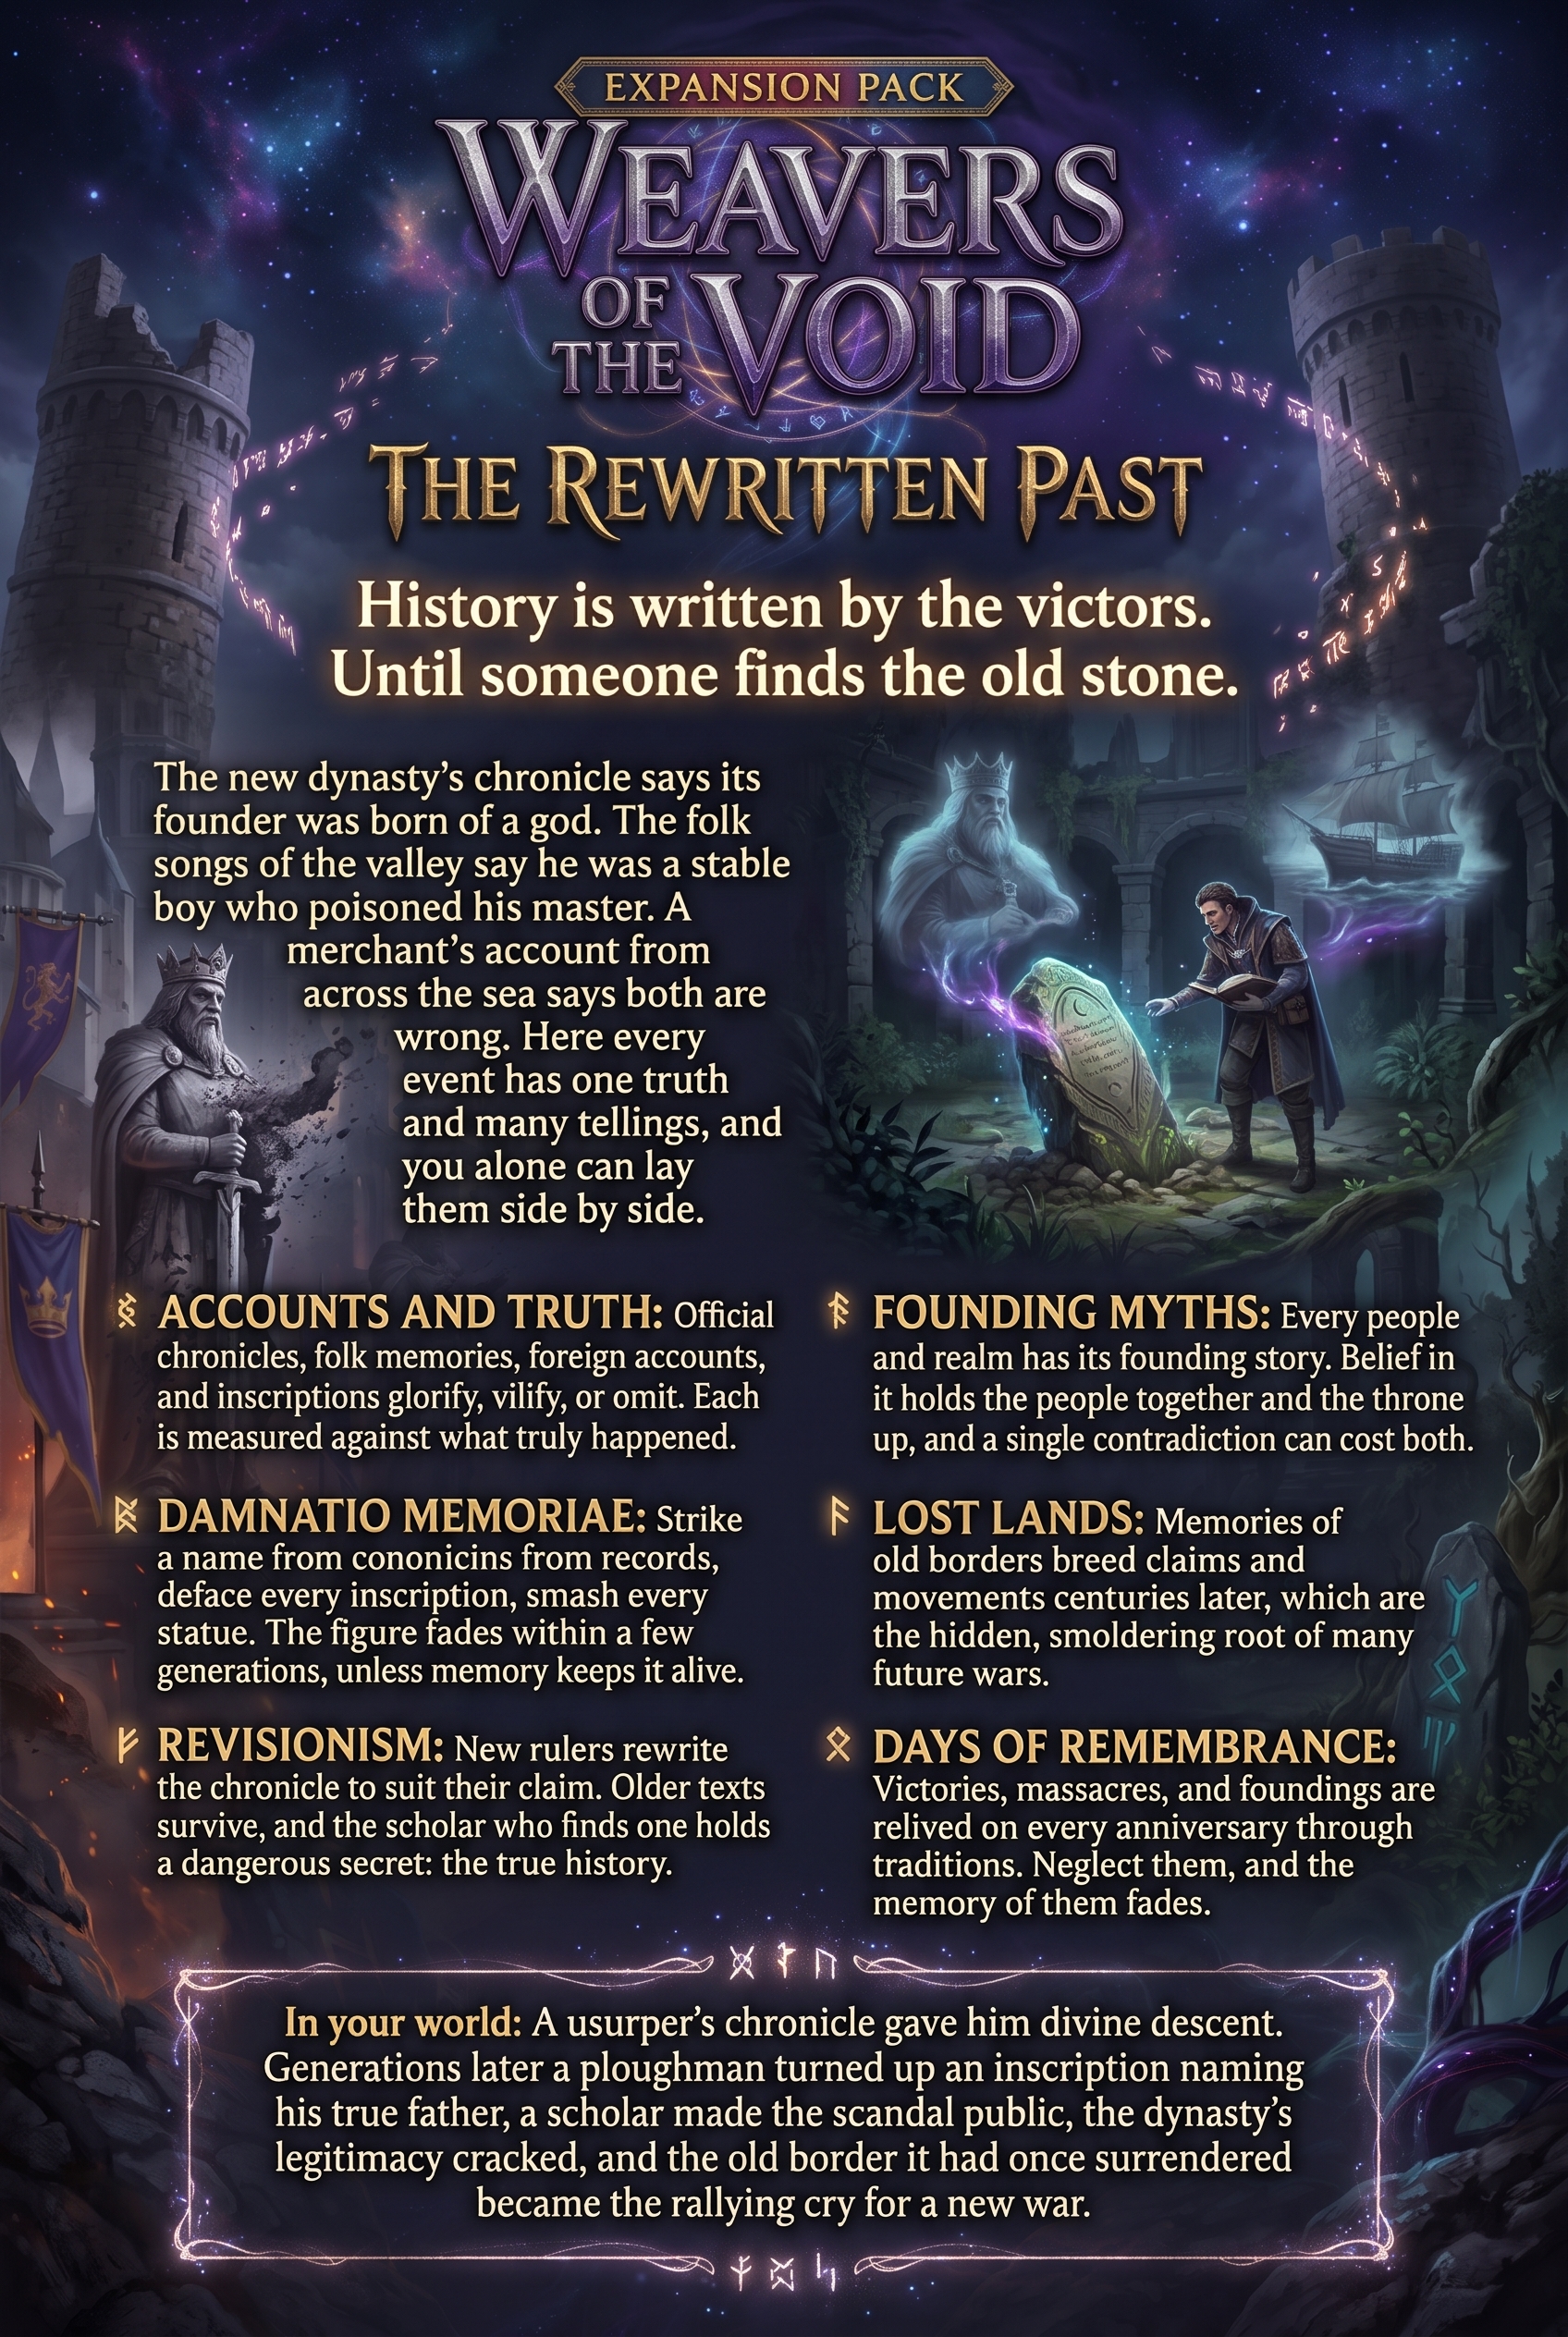 EXPANSION PACK
WEAVERS
OF THE VOID
THE REWRITTEN PAST
History is written by the victors.
Until someone finds the old stone.
The new dynasty's chronicle says its
founder was born of a god. The folk
songs of the valley say he was a stable
boy who poisoned his master. A
merchant's account from
across the sea says both are
wrong. Here every
event has one truth
and many tellings, and
you alone can lay
them side by side.
ACCOUNTS AND TRUTH: Official
chronicles, folk memories, foreign accounts,
and inscriptions glorify, vilify, or omit. Each
is measured against what truly happened.
DAMNATIO MEMORIAE: Strike
a name from cononicins from records,
deface every inscription, smash every
statue. The figure fades within a few
generations, unless memory keeps it alive.
REVISIONISM: New rulers rewrite
the chronicle to suit their claim. Older texts
survive, and the scholar who finds one holds
a dangerous secret: the true history.
FOUNDING MYTHS: Every people
and realm has its founding story. Belief in
it holds the people together and the throne
up, and a single contradiction can cost both.
LOST LANDS: Memories of
old borders breed claims and
movements centuries later, which are
the hidden, smoldering root of many
future wars.
DAYS OF REMEMBRANCE:
Victories, massacres, and foundings are
relived on every anniversary through
traditions. Neglect them, and the
memory of them fades.
In your world: A usurper's chronicle gave him divine descent.
Generations later a ploughman turned up an inscription naming
his true father, a scholar made the scandal public, the dynasty's
legitimacy cracked, and the old border it had once surrendered
became the rallying cry for a new war.